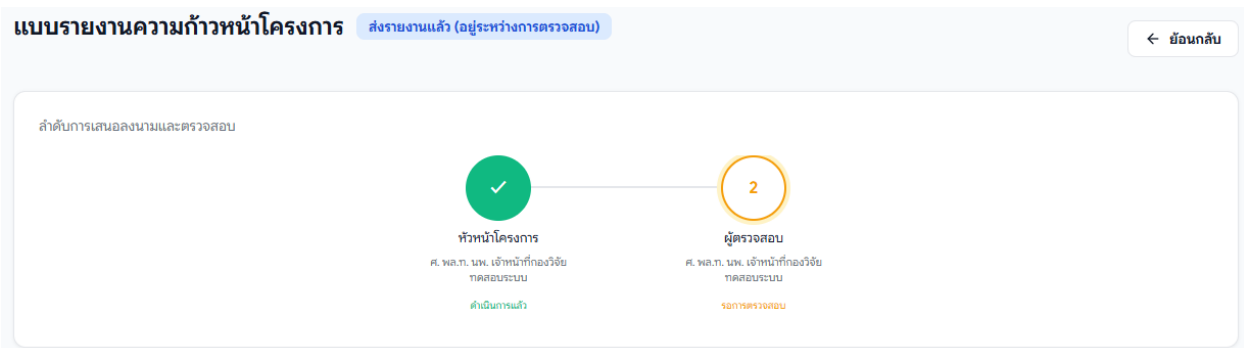 แบบรายงานความก้าวหน้าโครงการ ส่งรายงานแล้ว (อยู่ระหว่างการตรวจสอบ)
← ย้อนกลับ
ลำดับการเสนอลงนามและตรวจสอบ
2
หัวหน้าโครงการ ผู้ตรวจสอบ
ศ. พล.ท. นพ. เจ้าหน้าที่กองวิจัย ศ. พล.ท. นพ. เจ้าหน้าที่กองวิจัย
ทดสอบระบบ ทดสอบระบบ
ดำเนินการแล้ว รอการตรวจสอบ